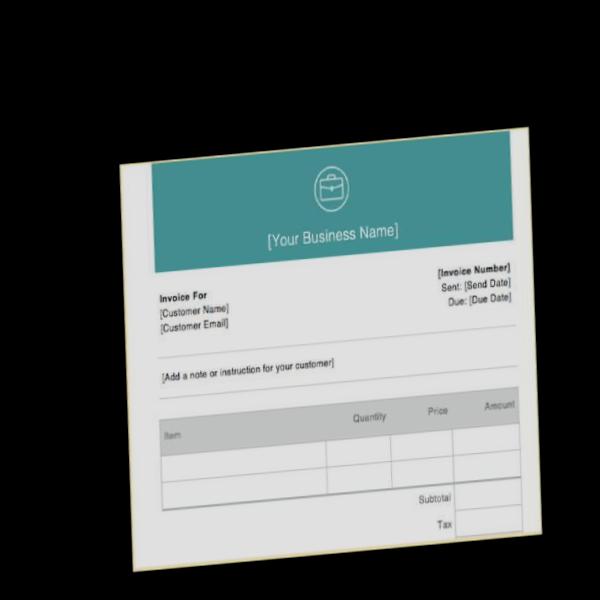 [Your Business Name]
Invoice For
[Customer Name]
[Customer Email]
[Invoice Number]
Sent: [Send Date]
Due: [Due Date]
[Add a note or instruction for your customer]
Item Quantity Price Amount
Subtotal
Tax